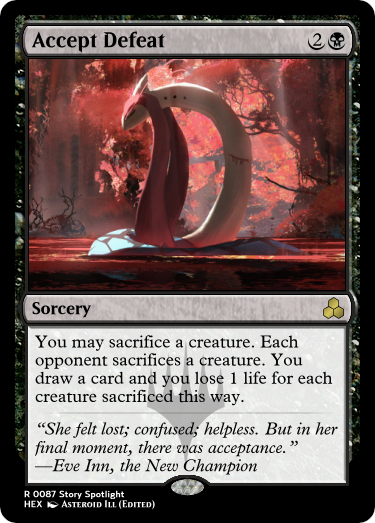 Accept Defeat 2
Sorcery
You may sacrifice a creature. Each
opponent sacrifices a creature. You
draw a card and you lose 1 life for each
creature sacrificed this way.
“She felt lost; confused; helpless. But in her
final moment, there was acceptance.”
—Eve Inn, the New Champion
R 0087 Story Spotlight
HEX Asteroid Ill (Edited)